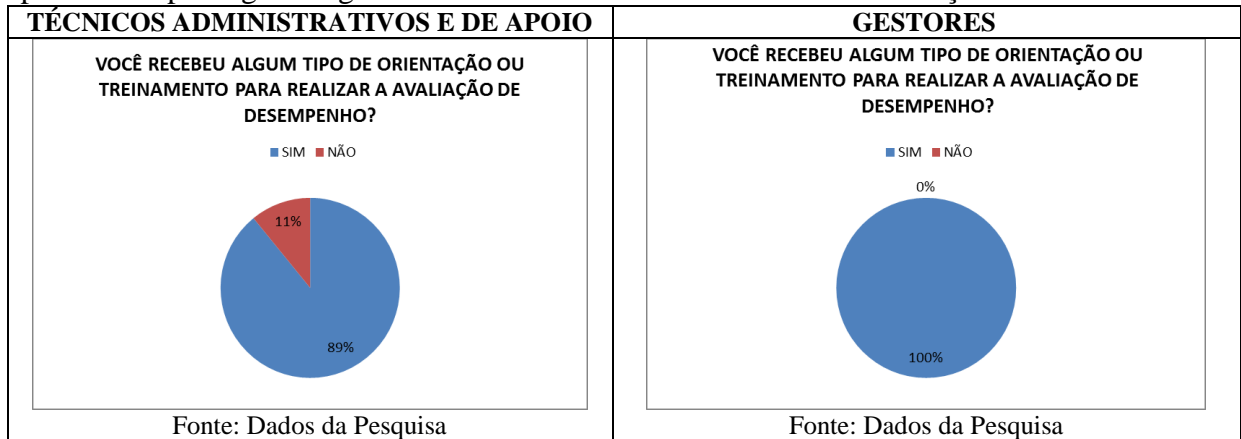 TÉCNICOS ADMINISTRATIVOS E DE APOIO
VOCÊ RECEBEU ALGUM TIPO DE ORIENTAÇÃO OU
TREINAMENTO PARA REALIZAR A AVALIAÇÃO DE
DESEMPENHO?
SIM NÃO
11%
89%
Fonte: Dados da Pesquisa
GESTORES
VOCÊ RECEBEU ALGUM TIPO DE ORIENTAÇÃO OU
TREINAMENTO PARA REALIZAR A AVALIAÇÃO DE
DESEMPENHO?
SIM NÃO
0%
100%
Fonte: Dados da Pesquisa